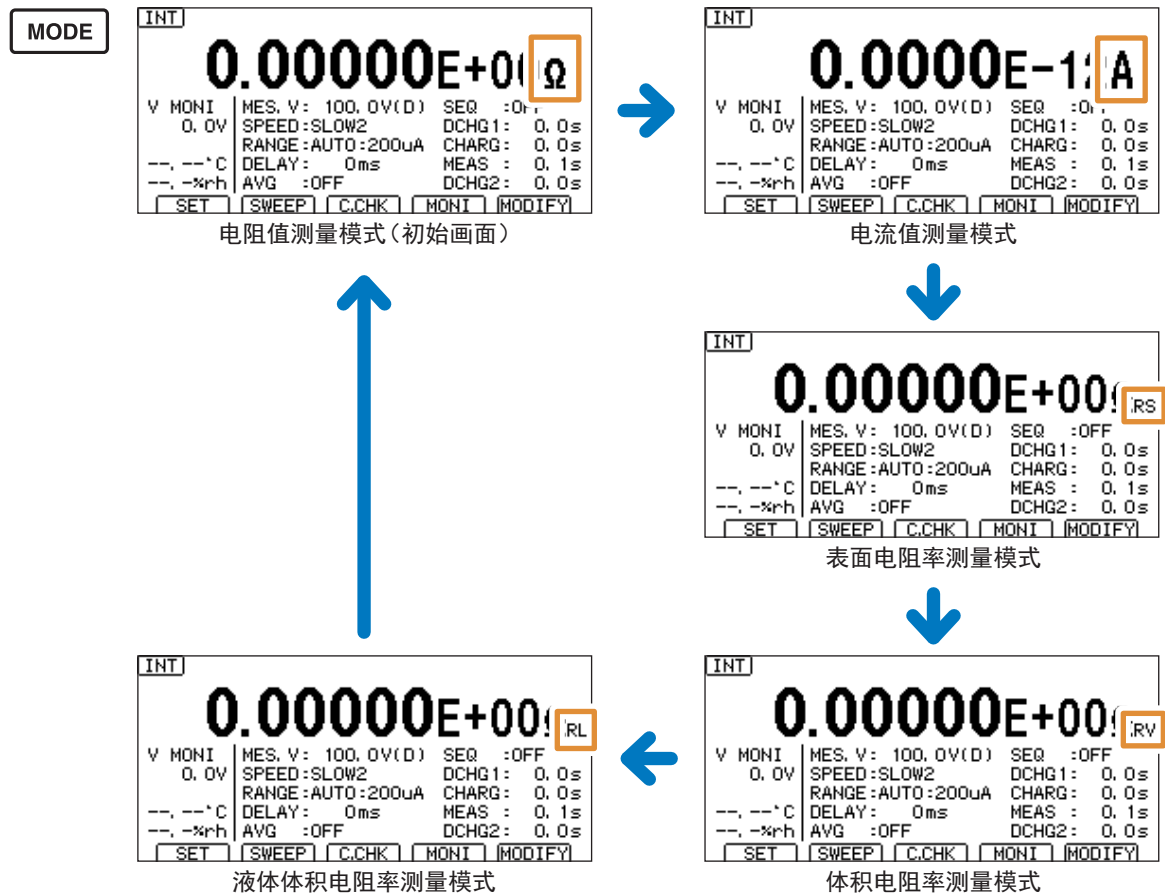 MODE
INT
0.00000E+00Ω
V MONI
0.0V
--.--°C
--.-%rh
MES.V: 100.0V(D)
SPEED:SLOW2
RANGE:AUTO:200uA
DELAY: 0ms
AVG :OFF
SEQ :OFF
DCHG1: 0.0s
CHARG: 0.0s
MEAS : 0.1s
DCHG2: 0.0s
SET SWEEP C.CHK MONI MODIFY
电阻值测量模式（初始画面）
INT
0.0000E-12A
V MONI
0.0V
--.--°C
--.-%rh
MES.V: 100.0V(D)
SPEED:SLOW2
RANGE:AUTO:200uA
DELAY: 0ms
AVG :OFF
SEQ :OFF
DCHG1: 0.0s
CHARG: 0.0s
MEAS : 0.1s
DCHG2: 0.0s
SET SWEEP C.CHK MONI MODIFY
电流值测量模式
INT
0.00000E+00 RS
V MONI
0.0V
--.--°C
--.-%rh
MES.V: 100.0V(D)
SPEED:SLOW2
RANGE:AUTO:200uA
DELAY: 0ms
AVG :OFF
SEQ :OFF
DCHG1: 0.0s
CHARG: 0.0s
MEAS : 0.1s
DCHG2: 0.0s
SET SWEEP C.CHK MONI MODIFY
表面电阻率测量模式
INT
0.00000E+00 RL
V MONI
0.0V
--.--°C
--.-%rh
MES.V: 100.0V(D)
SPEED:SLOW2
RANGE:AUTO:200uA
DELAY: 0ms
AVG :OFF
SEQ :OFF
DCHG1: 0.0s
CHARG: 0.0s
MEAS : 0.1s
DCHG2: 0.0s
SET SWEEP C.CHK MONI MODIFY
液体体积电阻率测量模式
INT
0.00000E+00 RV
V MONI
0.0V
--.--°C
--.-%rh
MES.V: 100.0V(D)
SPEED:SLOW2
RANGE:AUTO:200uA
DELAY: 0ms
AVG :OFF
SEQ :OFF
DCHG1: 0.0s
CHARG: 0.0s
MEAS : 0.1s
DCHG2: 0.0s
SET SWEEP C.CHK MONI MODIFY
体积电阻率测量模式